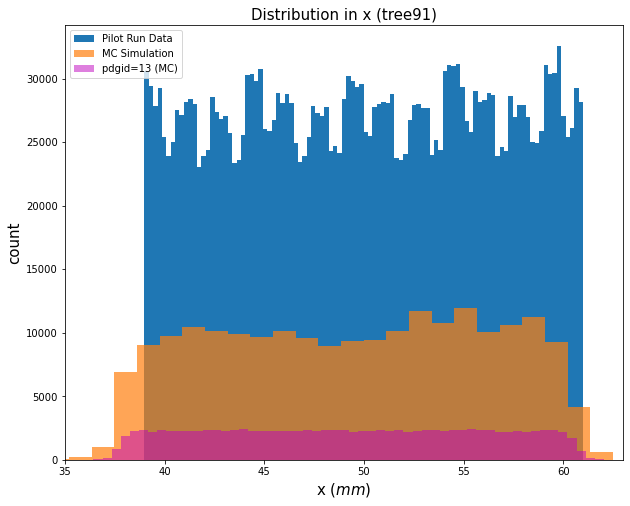 Distribution in x (tree91)
Pilot Run Data
MC Simulation
pdgid=13 (MC)
count
30000
25000
20000
15000
10000
5000
0
35 40 45 50 55 60
x (mm)